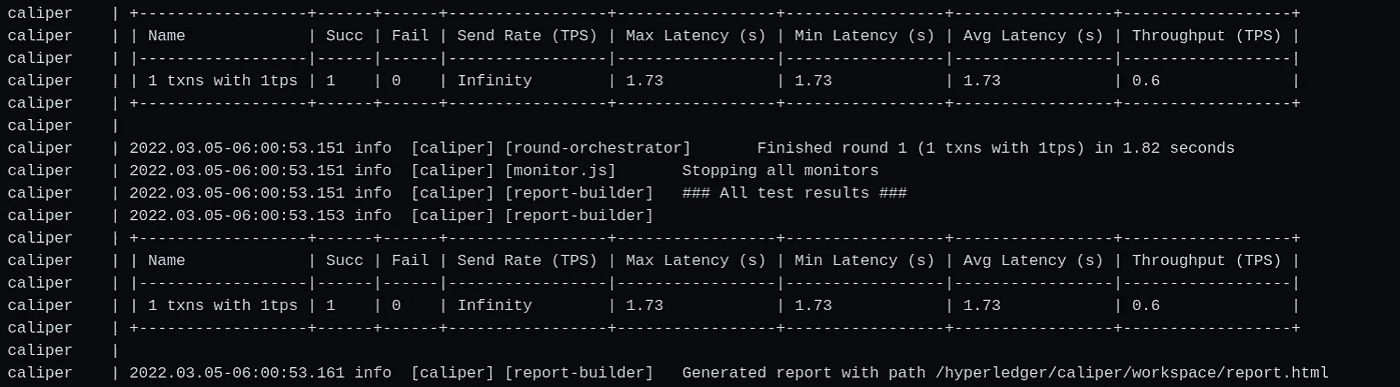 caliper    | +------------------+------+------+-----------------+-----------------+-----------------+-----------------+------------------+
caliper    | | Name             | Succ | Fail | Send Rate (TPS) | Max Latency (s) | Min Latency (s) | Avg Latency (s) | Throughput (TPS) |
caliper    | |------------------+------+------+-----------------+-----------------+-----------------+-----------------+------------------|
caliper    | | 1 txns with 1tps | 1    | 0    | Infinity        | 1.73            | 1.73            | 1.73            | 0.6              |
caliper    | +------------------+------+------+-----------------+-----------------+-----------------+-----------------+------------------+
caliper    |
caliper    | 2022.03.05-06:00:53.151 info  [caliper] [round-orchestrator]       Finished round 1 (1 txns with 1tps) in 1.82 seconds
caliper    | 2022.03.05-06:00:53.151 info  [caliper] [monitor.js]       Stopping all monitors
caliper    | 2022.03.05-06:00:53.151 info  [caliper] [report-builder]   ### All test results ###
caliper    | 2022.03.05-06:00:53.153 info  [caliper] [report-builder]
caliper    | +------------------+------+------+-----------------+-----------------+-----------------+-----------------+------------------+
caliper    | | Name             | Succ | Fail | Send Rate (TPS) | Max Latency (s) | Min Latency (s) | Avg Latency (s) | Throughput (TPS) |
caliper    | |------------------+------+------+-----------------+-----------------+-----------------+-----------------+------------------|
caliper    | | 1 txns with 1tps | 1    | 0    | Infinity        | 1.73            | 1.73            | 1.73            | 0.6              |
caliper    | +------------------+------+------+-----------------+-----------------+-----------------+-----------------+------------------+
caliper    |
caliper    | 2022.03.05-06:00:53.161 info  [caliper] [report-builder]   Generated report with path /hyperledger/caliper/workspace/report.html